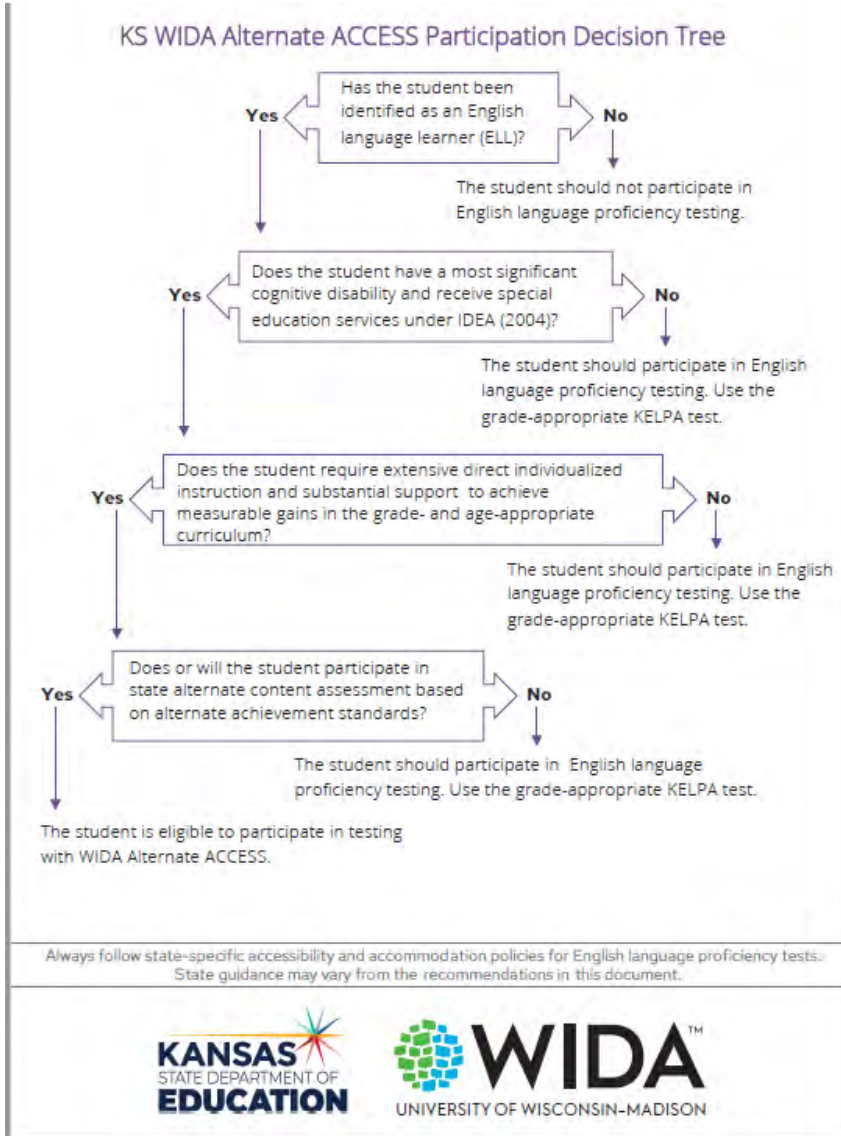 KS WIDA Alternate ACCESS Participation Decision Tree
Has the student been
identified as an English
language learner (ELL)?
Yes
No
The student should not participate in
English language proficiency testing.
Does the student have a most significant
cognitive disability and receive special
education services under IDEA (2004)?
Yes
No
The student should participate in English
language proficiency testing. Use the
grade-appropriate KELPA test.
Does the student require extensive direct individualized
instruction and substantial support to achieve
measurable gains in the grade- and age-appropriate
curriculum?
Yes
No
The student should participate in English
language proficiency testing. Use the
grade-appropriate KELPA test.
Does or will the student participate in
state alternate content assessment based
on alternate achievement standards?
Yes
No
The student should participate in English language
proficiency testing. Use the grade-appropriate KELPA test.
The student is eligible to participate in testing
with WIDA Alternate ACCESS.
Always follow state-specific accessibility and accommodation policies for English language proficiency tests.
State guidance may vary from the recommendations in this document.
KANSAS
STATE DEPARTMENT OF
EDUCATION
WIDA™
UNIVERSITY OF WISCONSIN–MADISON